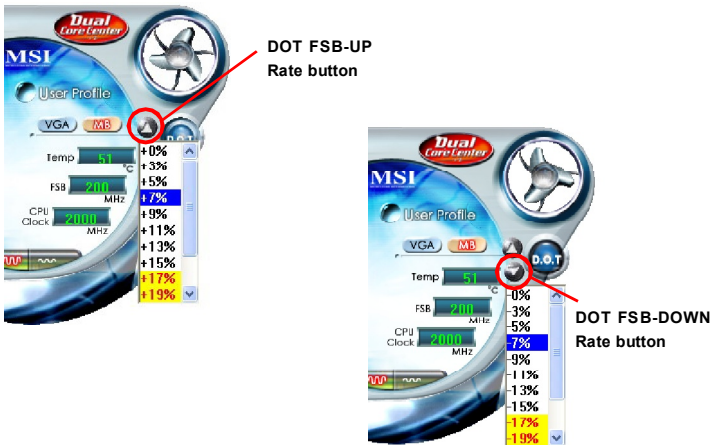 Dual
Core Center
MSI
User Profile
VGA MB
D.O.T
Temp 51 °C
FSB 200 MHz
CPU Clock 2000 MHz
+0%
+3%
+5%
+7%
+9%
+11%
+13%
+15%
+17%
+19%
DOT FSB-UP
Rate button
Dual
Core Center
MSI
User Profile
VGA MB
D.O.T
Temp 51 °C
FSB 200 MHz
CPU Clock 2000 MHz
-0%
-3%
-5%
-7%
-9%
-11%
-13%
-15%
-17%
-19%
DOT FSB-DOWN
Rate button